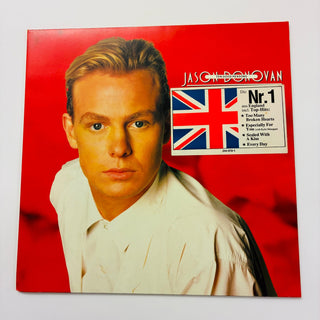 JASON DONOVAN
Die Nr. 1
aus England
incl. Top-Hits:
• Too Many
Broken Hearts
• Especially For
You
• Sealed With
A Kiss
• Every Day